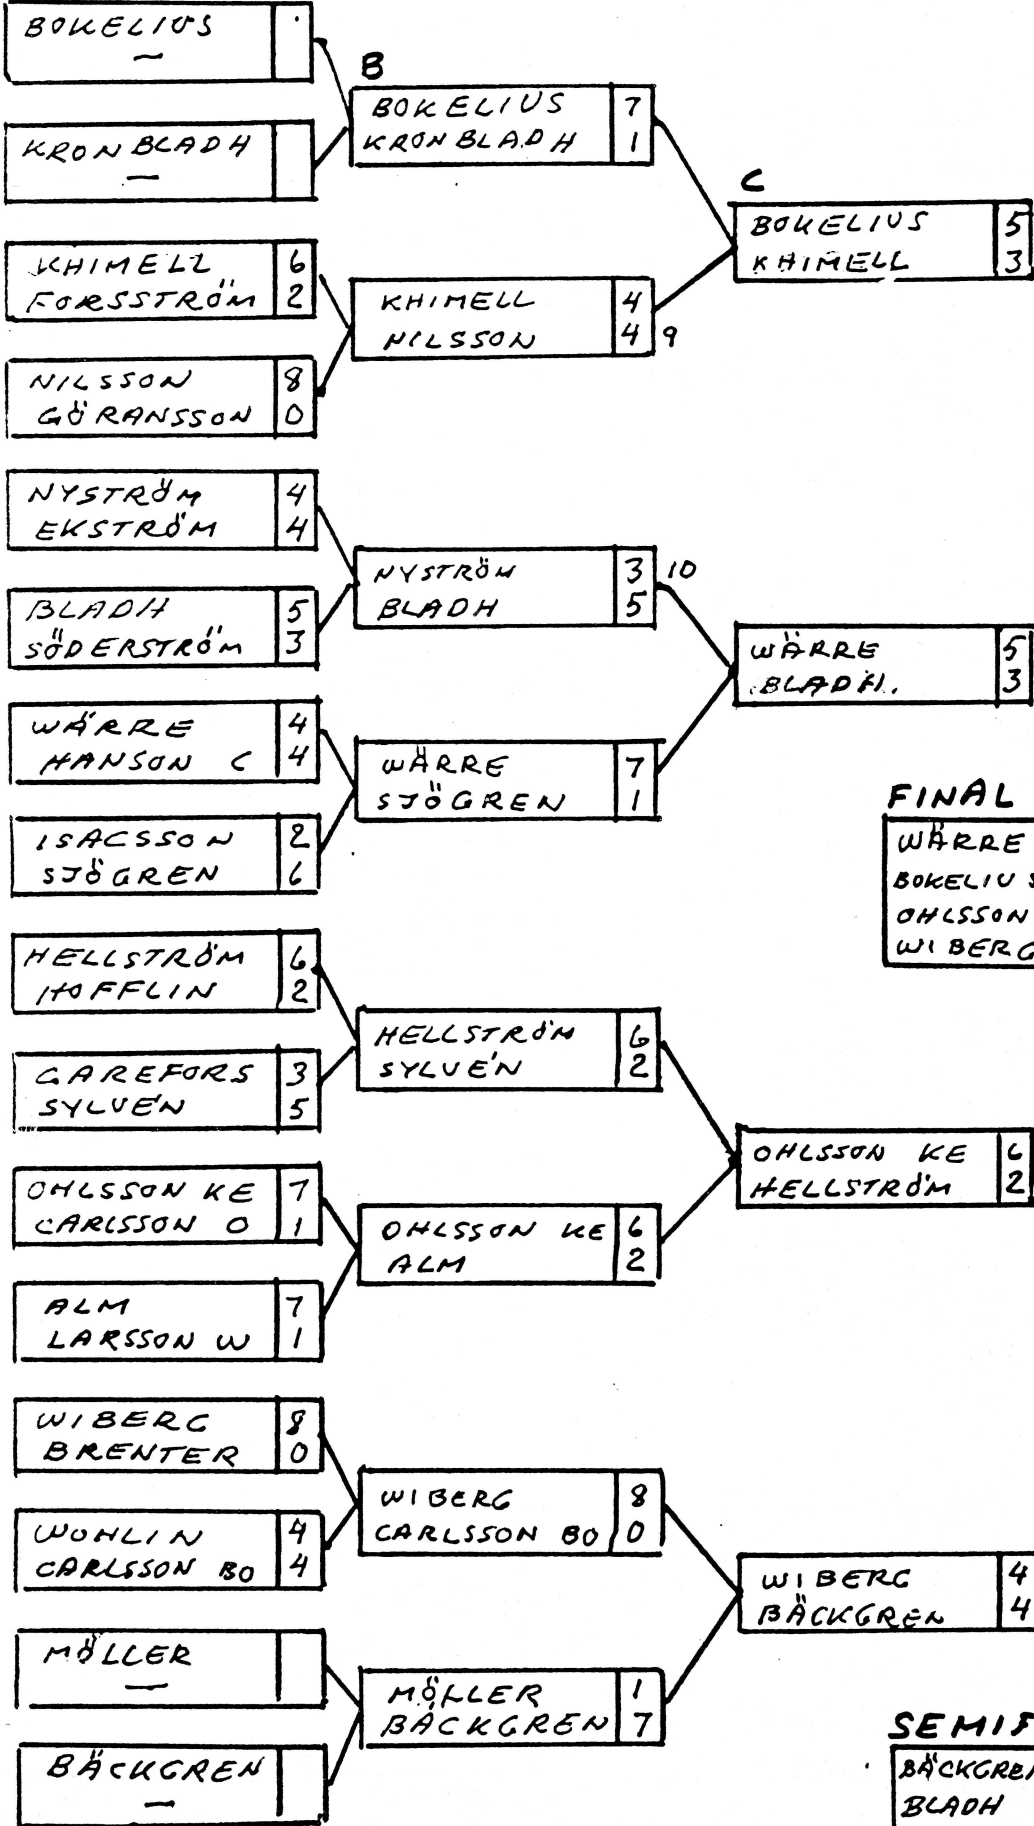 BOKELIUS
—
KRONBLADH
—
KHIMELL 6
FORSSTRÖM 2
NILSSON 8
GÖRANSSON 0
NYSTRÖM 4
EKSTRÖM 4
BLADH 5
SÖDERSTRÖM 3
WÄRRE 4
HANSON C 4
ISACSSON 2
SJÖGREN 6
HELLSTRÖM 6
HOFFLIN 2
GAREFORS 3
SYLVÉN 5
OHLSSON KE 7
CARLSSON O 1
ALM 7
LARSSON W 1
WIBERG 8
BRENTER 0
WOHLIN 4
CARLSSON BO 4
MÖLLER
—
BÄCKGREN
—
B
BOKELIUS 7
KRONBLADH 1
KHIMELL 4
NILSSON 4 9
NYSTRÖM 3 10
BLADH 5
WÄRRE 7
SJÖGREN 1
HELLSTRÖM 6
SYLVÉN 2
OHLSSON KE 6
ALM 2
WIBERG 8
CARLSSON BO 0
MÖLLER 1
BÄCKGREN 7
C
BOKELIUS 5
KHIMELL 3
WÄRRE 5
BLADH 3
OHLSSON KE 6
HELLSTRÖM 2
WIBERG 4
BÄCKGREN 4
FINAL
WÄRRE
BOKELIUS
OHLSSON
WIBERG
SEMIF
BÄCKGREN
BLADH